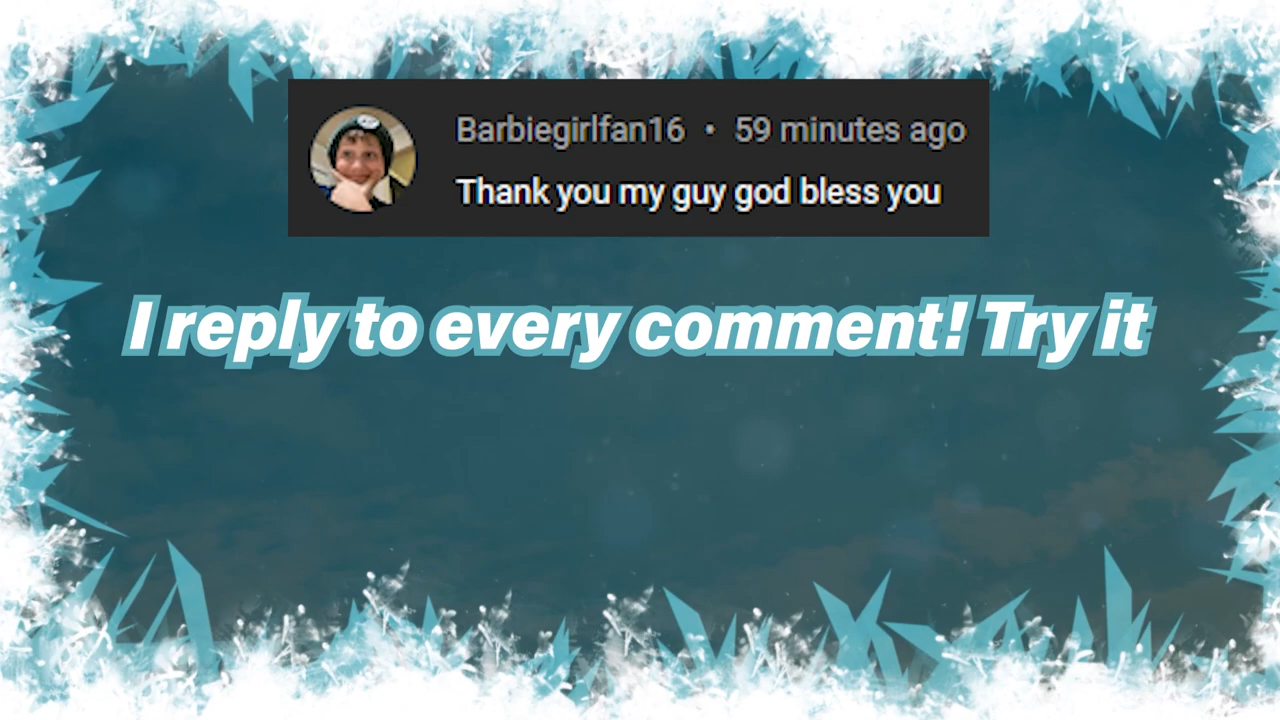 Barbiegirlfan16 • 59 minutes ago
Thank you my guy god bless you
I reply to every comment! Try it